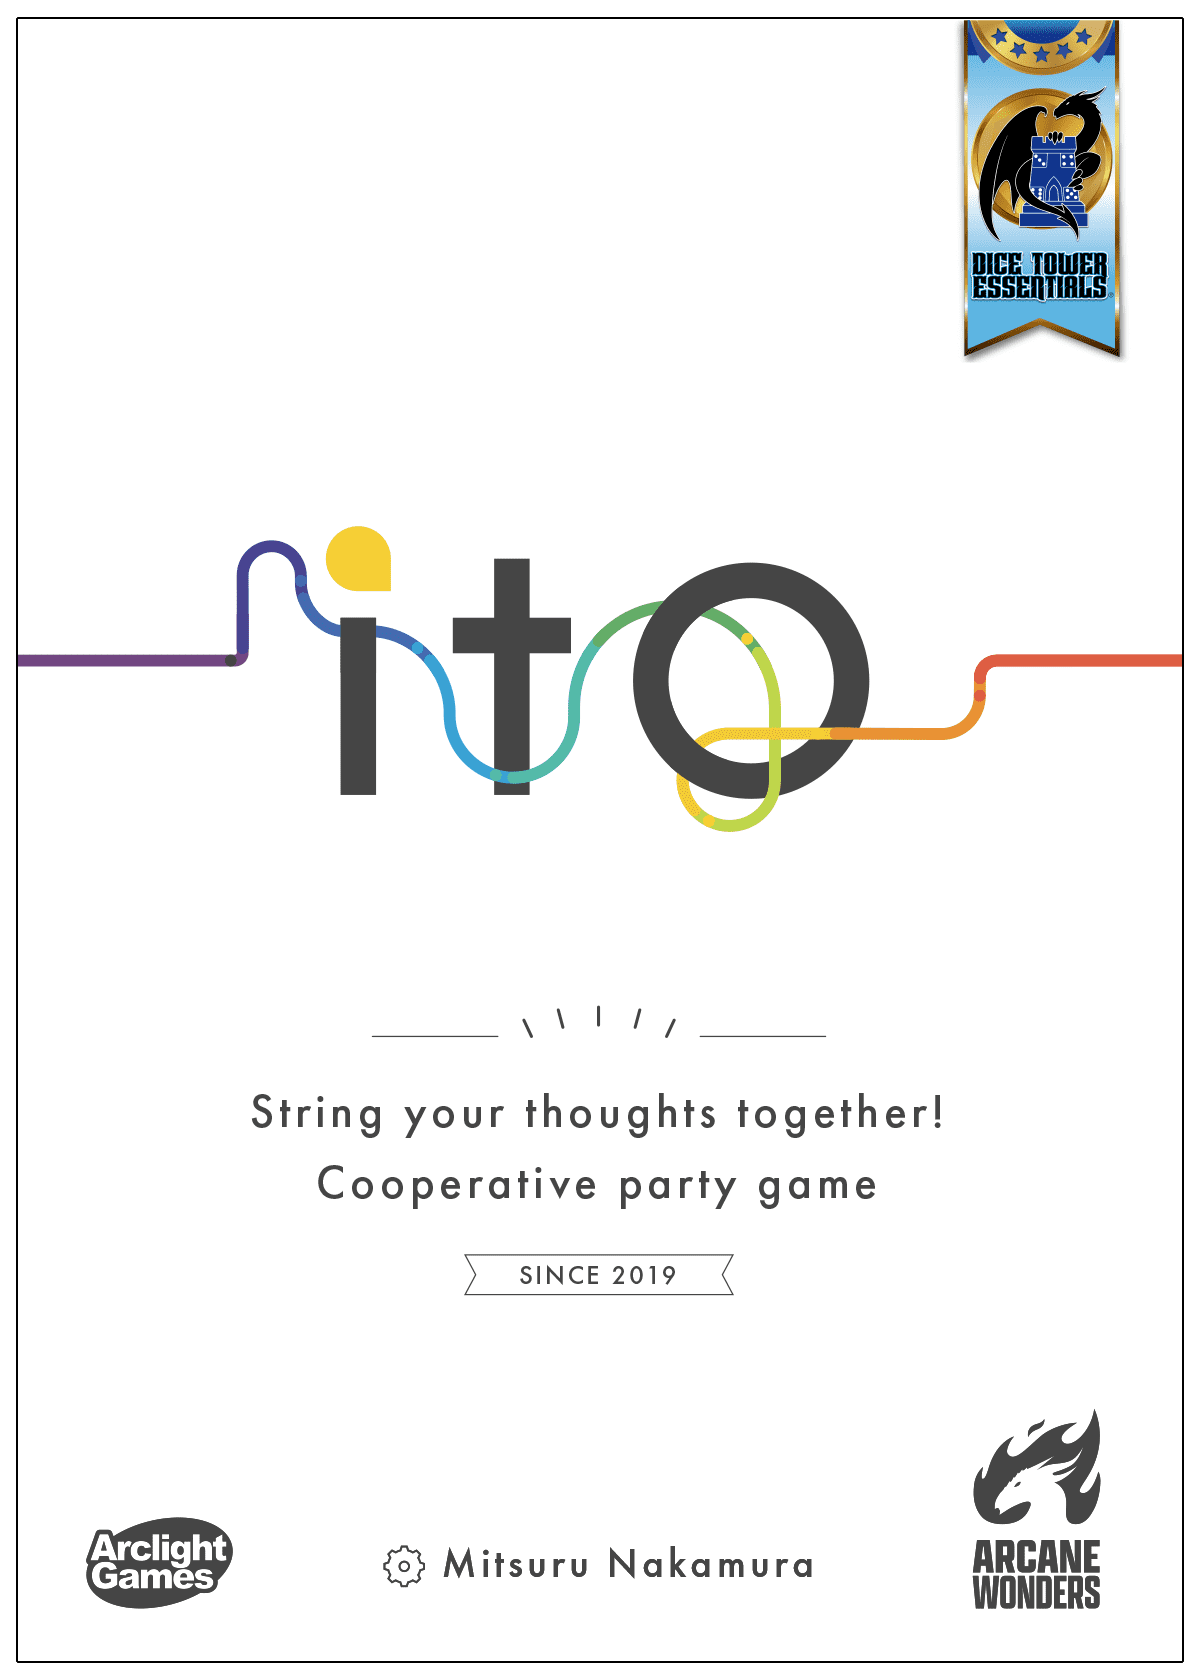 DICE TOWER
ESSENTIALS®
ito
String your thoughts together!
Cooperative party game
SINCE 2019
Arclight
Games
Mitsuru Nakamura
ARCANE
WONDERS